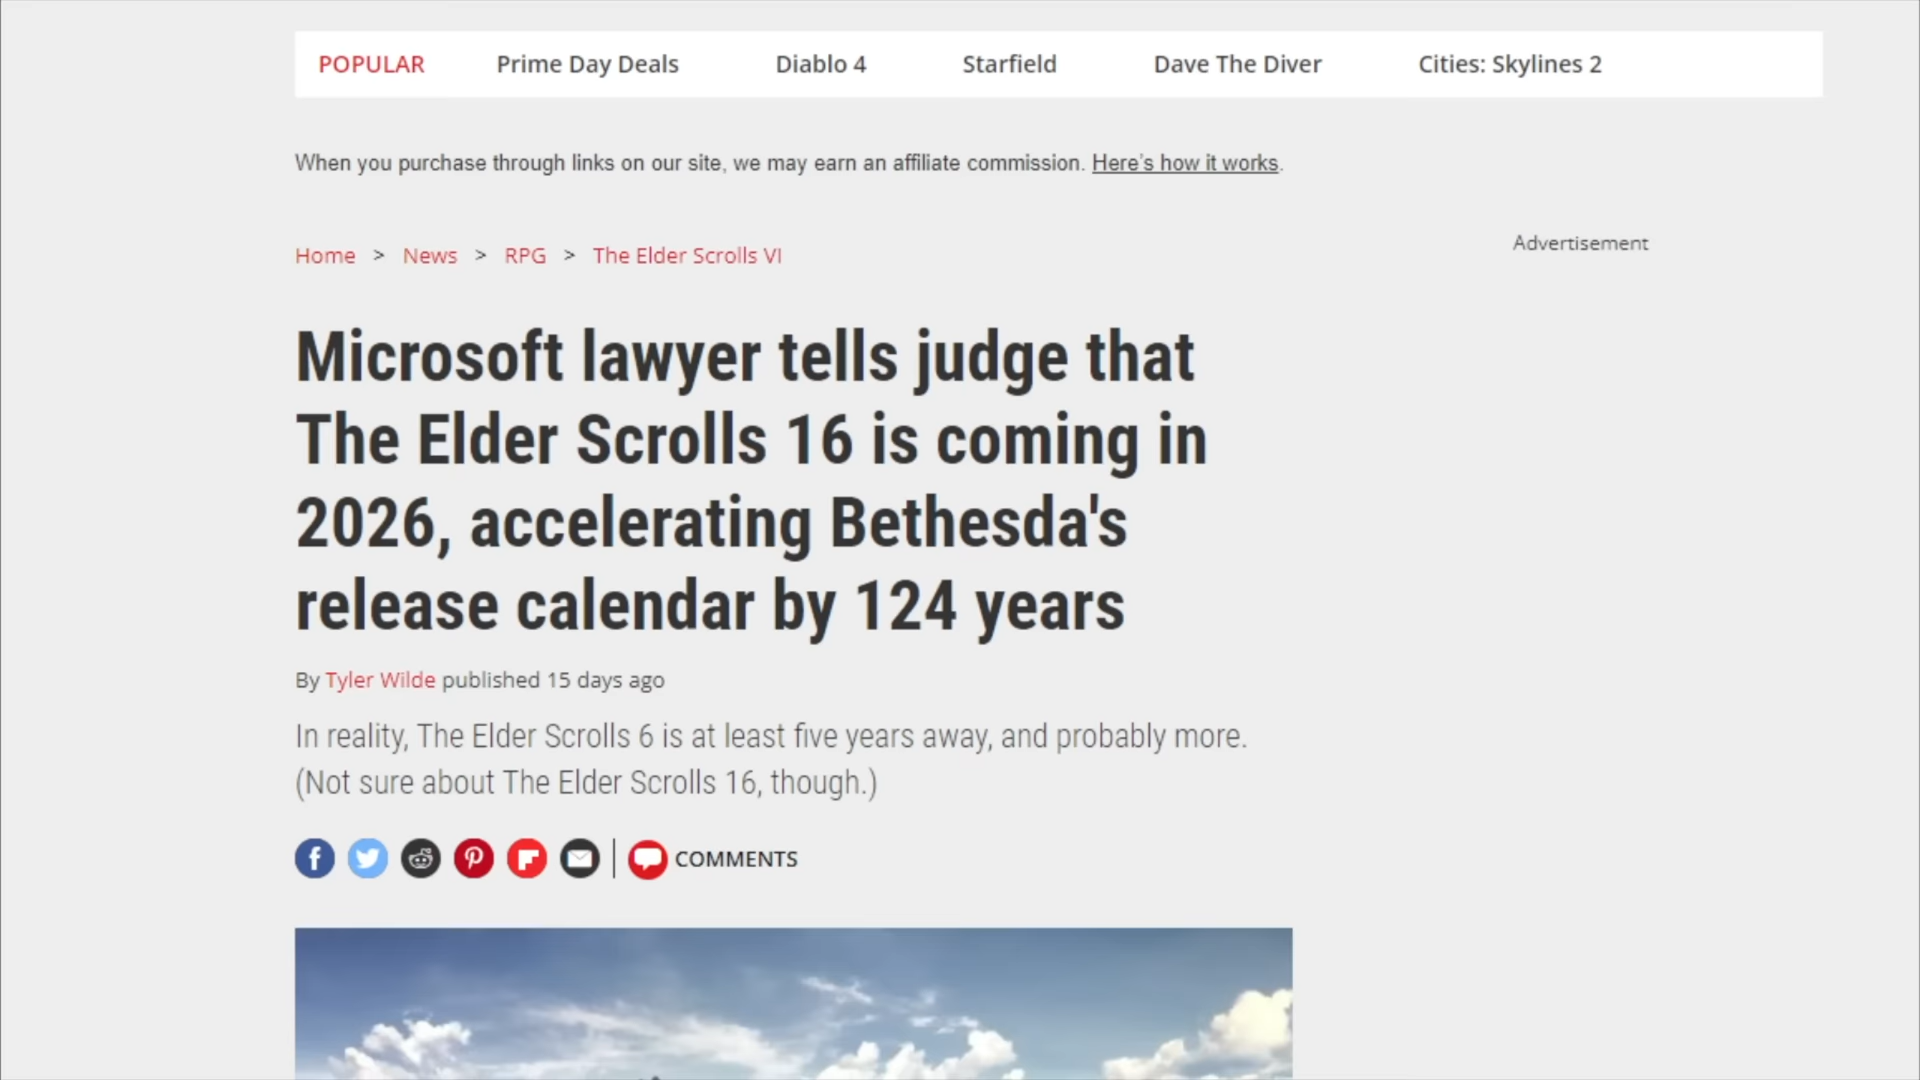 POPULAR Prime Day Deals Diablo 4 Starfield Dave The Diver Cities: Skylines 2
When you purchase through links on our site, we may earn an affiliate commission. Here's how it works.
Advertisement
Home > News > RPG > The Elder Scrolls VI
Microsoft lawyer tells judge that
The Elder Scrolls 16 is coming in
2026, accelerating Bethesda's
release calendar by 124 years
By Tyler Wilde published 15 days ago
In reality, The Elder Scrolls 6 is at least five years away, and probably more.
(Not sure about The Elder Scrolls 16, though.)
COMMENTS